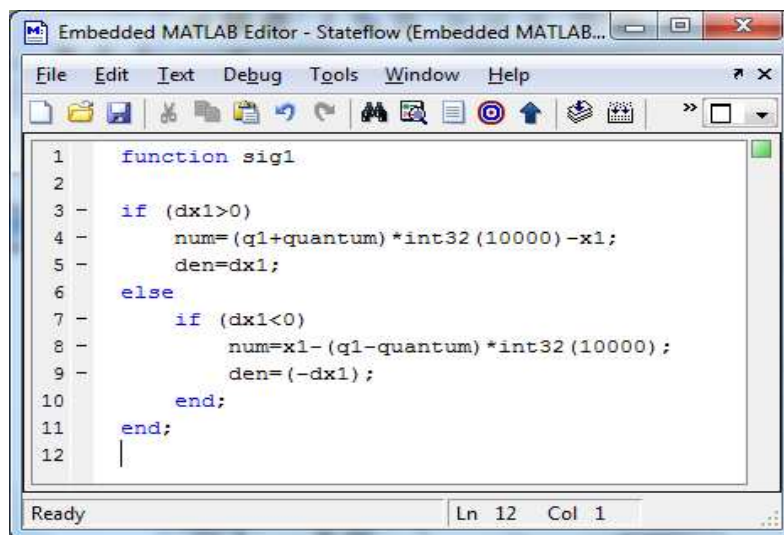 Embedded MATLAB Editor - Stateflow (Embedded MATLAB...
File Edit Text Debug Tools Window Help
»
1 function sig1
2
3 - if (dx1>0)
4 - num=(q1+quantum)*int32(10000)-x1;
5 - den=dx1;
6 else
7 - if (dx1<0)
8 - num=x1-(q1-quantum)*int32(10000);
9 - den=(-dx1);
10 end;
11 end;
12
Ready Ln 12 Col 1